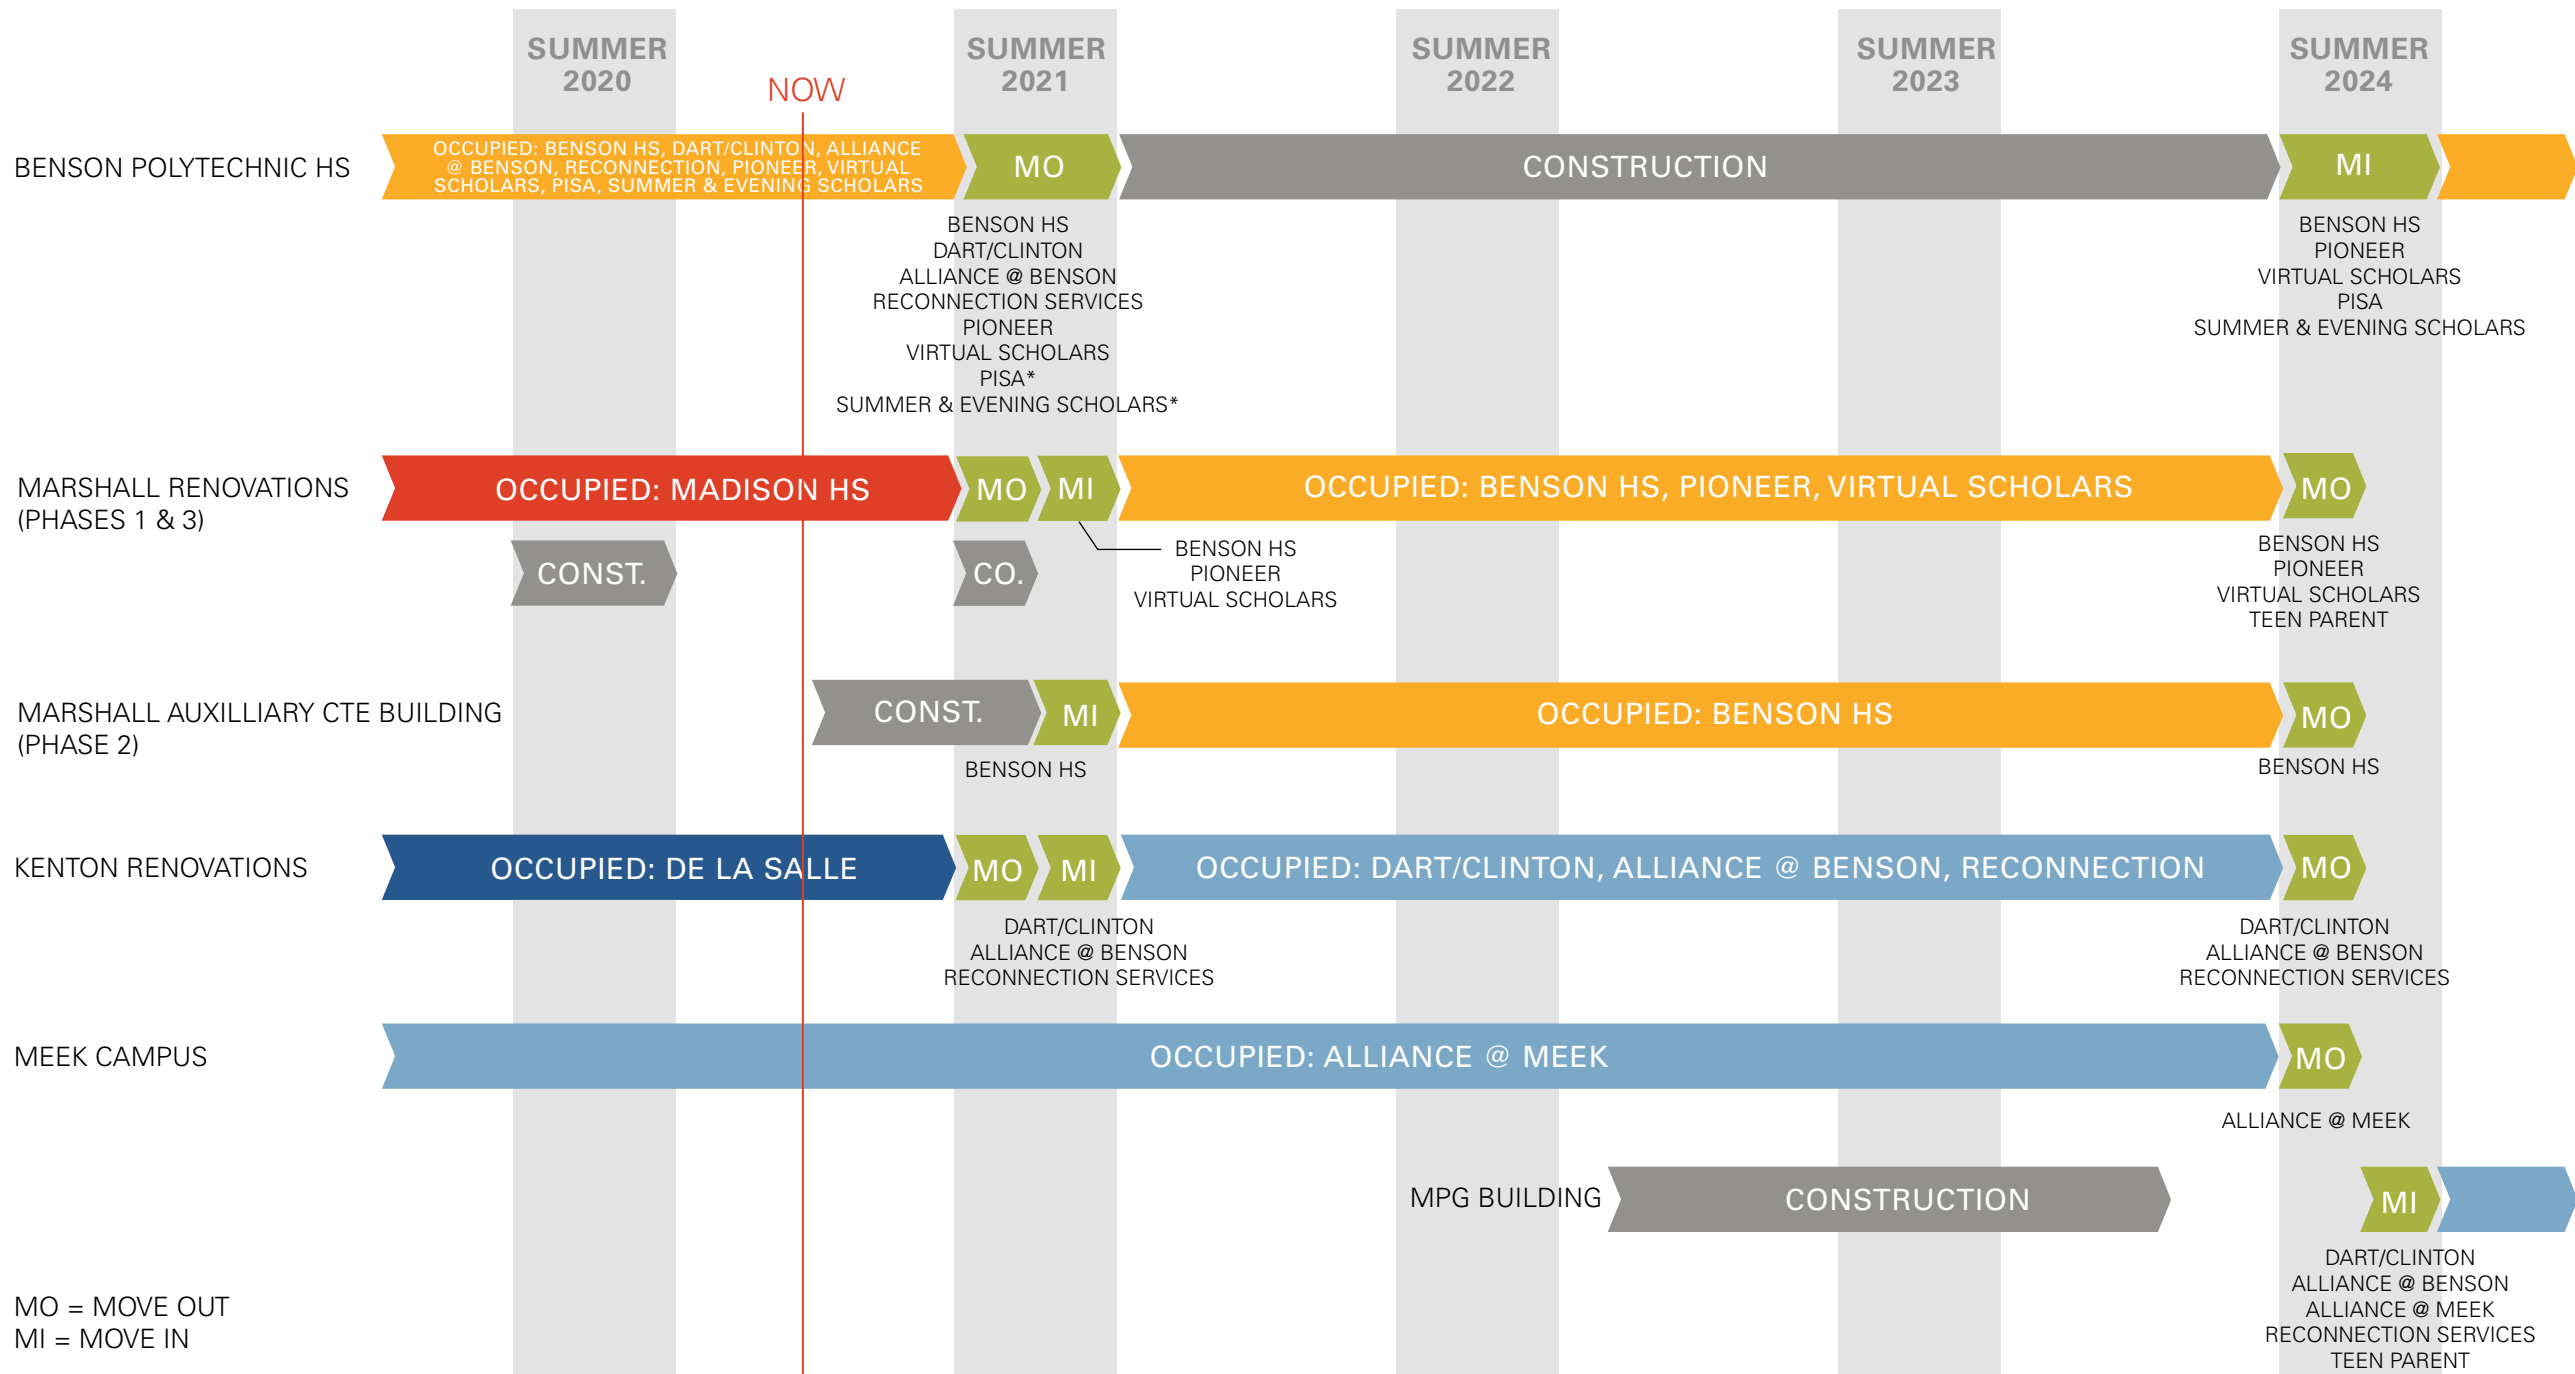 SUMMER
2020
NOW
SUMMER
2021
SUMMER
2022
SUMMER
2023
SUMMER
2024
BENSON POLYTECHNIC HS
OCCUPIED: BENSON HS, DART/CLINTON, ALLIANCE
@ BENSON, RECONNECTION, PIONEER, VIRTUAL
SCHOLARS, PISA, SUMMER & EVENING SCHOLARS
MO
CONSTRUCTION
MI
BENSON HS
DART/CLINTON
ALLIANCE @ BENSON
RECONNECTION SERVICES
PIONEER
VIRTUAL SCHOLARS
PISA*
SUMMER & EVENING SCHOLARS*
BENSON HS
PIONEER
VIRTUAL SCHOLARS
PISA
SUMMER & EVENING SCHOLARS
MARSHALL RENOVATIONS
(PHASES 1 & 3)
OCCUPIED: MADISON HS
MO
MI
OCCUPIED: BENSON HS, PIONEER, VIRTUAL SCHOLARS
MO
CONST.
CO.
BENSON HS
PIONEER
VIRTUAL SCHOLARS
BENSON HS
PIONEER
VIRTUAL SCHOLARS
TEEN PARENT
MARSHALL AUXILLIARY CTE BUILDING
(PHASE 2)
CONST.
MI
OCCUPIED: BENSON HS
MO
BENSON HS
BENSON HS
KENTON RENOVATIONS
OCCUPIED: DE LA SALLE
MO
MI
OCCUPIED: DART/CLINTON, ALLIANCE @ BENSON, RECONNECTION
MO
DART/CLINTON
ALLIANCE @ BENSON
RECONNECTION SERVICES
DART/CLINTON
ALLIANCE @ BENSON
RECONNECTION SERVICES
MEEK CAMPUS
OCCUPIED: ALLIANCE @ MEEK
MO
ALLIANCE @ MEEK
MPG BUILDING
CONSTRUCTION
MI
DART/CLINTON
ALLIANCE @ BENSON
ALLIANCE @ MEEK
RECONNECTION SERVICES
TEEN PARENT
MO = MOVE OUT
MI = MOVE IN